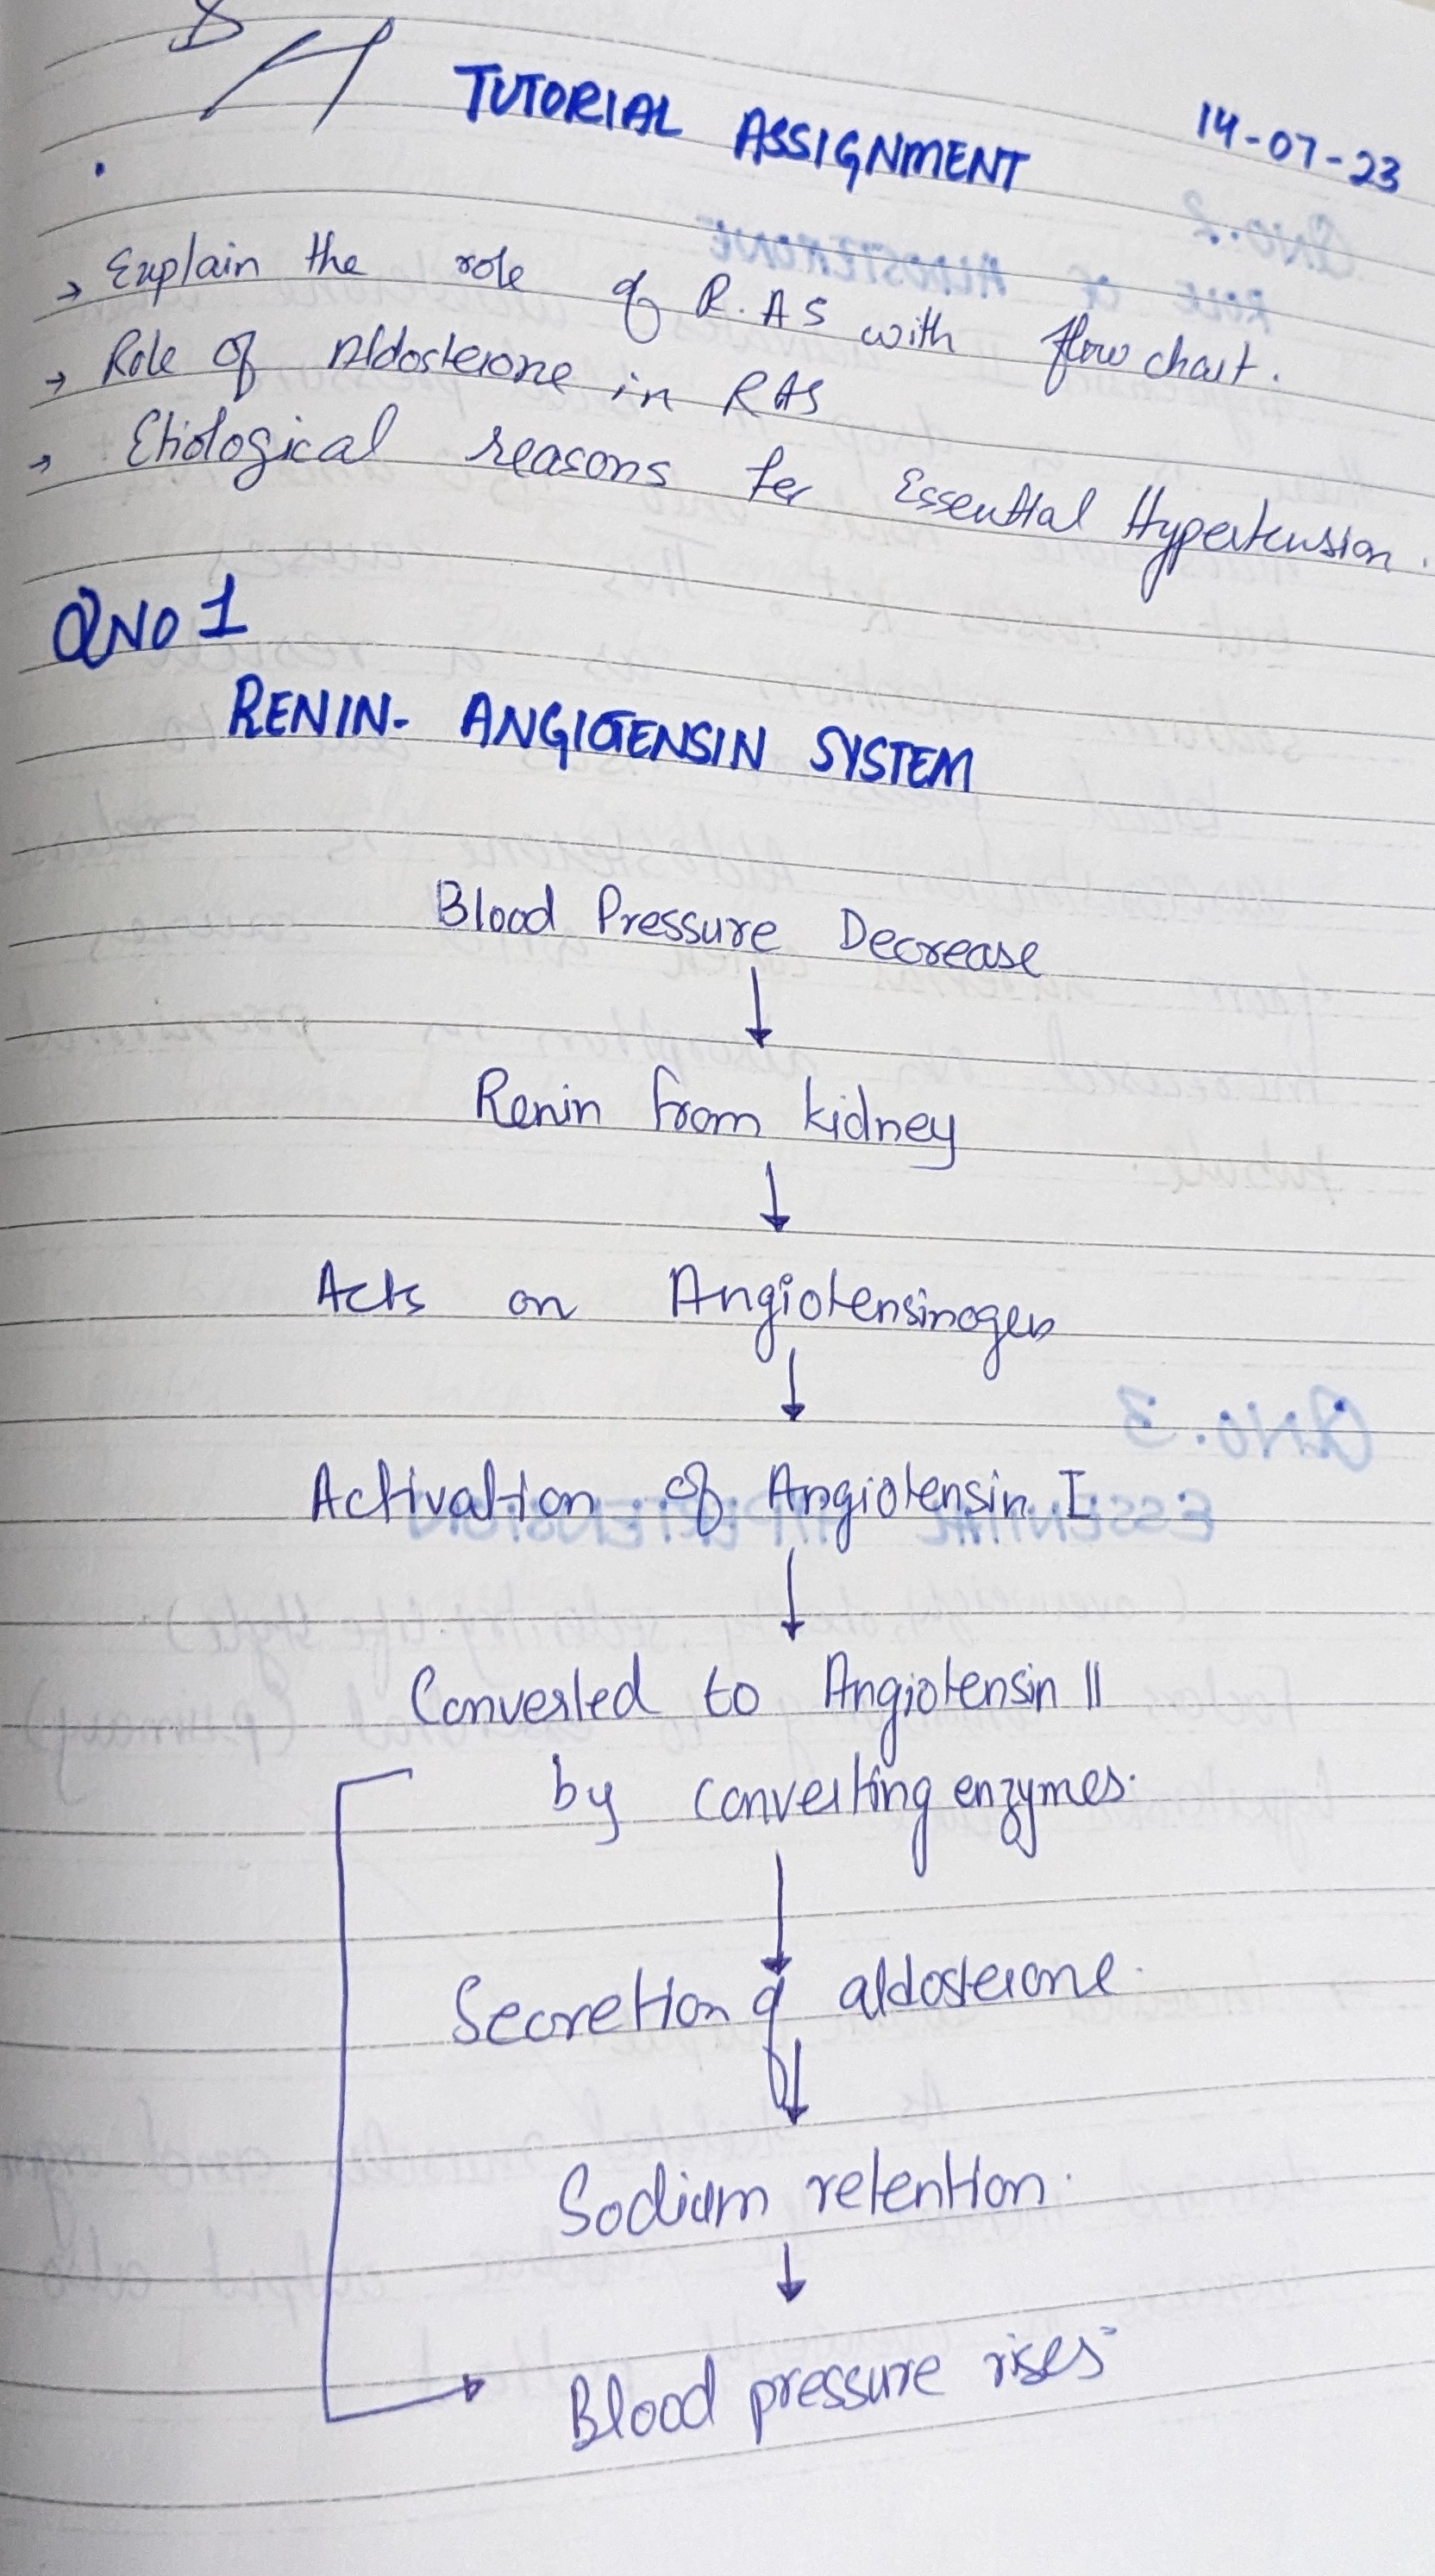 TUTORIAL ASSIGNMENT
14-07-23
→ Explain the role of R.AS with flow chart.
→ Role of Aldosterone in RAS
→ Etiological reasons for Essential Hypertension.
QNO 1
RENIN- ANGIOTENSIN SYSTEM
Blood Pressure Decrease
↓
Renin from kidney
↓
Acts on Angiotensinogen
↓
Activation of Angiotensin I
↓
Converted to Angiotensin II
by converting enzymes.
↓
Secretion of aldosterone.
↓
Sodium retention.
↓
Blood pressure rises